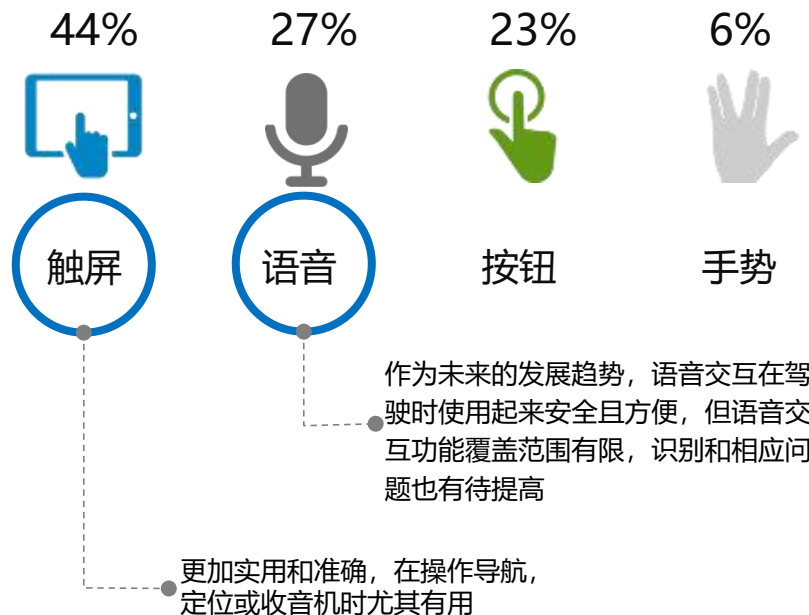 44%
27%
23%
6%
触屏
语音
按钮
手势
作为未来的发展趋势，语音交互在驾
驶时使用起来安全且方便，但语音交
互功能覆盖范围有限，识别和相应问
题也有待提高
更加实用和准确，在操作导航，
定位或收音机时尤其有用